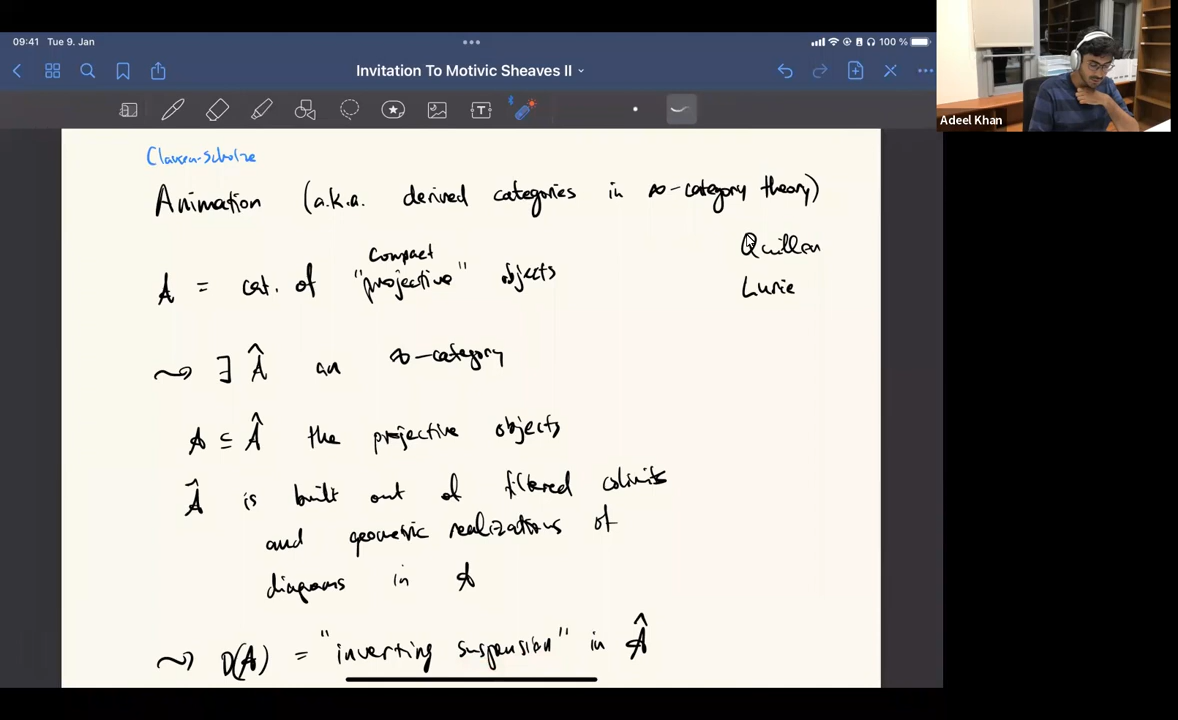 09:41 Tue 9. Jan
100 %
Invitation To Motivic Sheaves II
Adeel Khan
Clausen-Scholze
Animation (a.k.a. derived categories in ∞-category theory)
Quillen
Lurie
compact
A = cat. of "projective" objects
⇝ ∃ Â an ∞-category
A ⊆ Â the projective objects
Â is built out of filtered colimits
and geometric realizations of
diagrams in A
⇝ D(A) = "inverting suspension" in Â